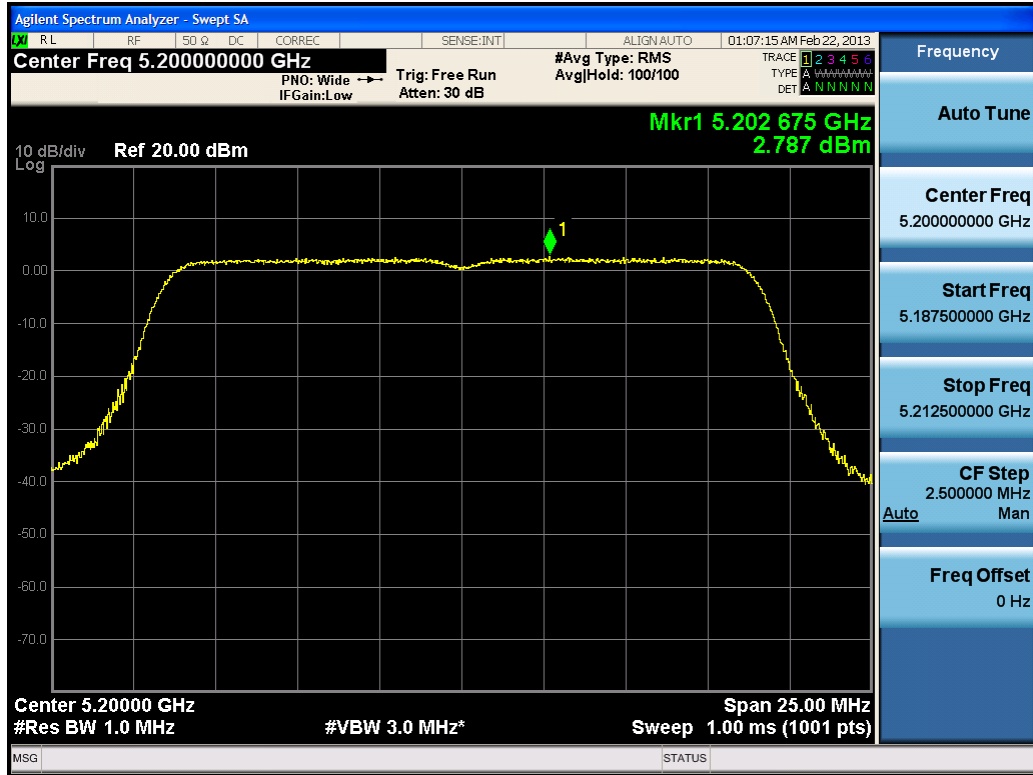 Agilent Spectrum Analyzer - Swept SA
LXI RL RF 50 Ω DC CORREC SENSE:INT ALIGN AUTO 01:07:15 AM Feb 22, 2013
Center Freq 5.200000000 GHz
PNO: Wide
IFGain:Low
Trig: Free Run
Atten: 30 dB
#Avg Type: RMS
Avg|Hold: 100/100
TRACE 1 2 3 4 5 6
TYPE A WWWWW
DET A N N N N N
Mkr1 5.202 675 GHz
2.787 dBm
10 dB/div Ref 20.00 dBm
Log
10.0
0.00
-10.0
-20.0
-30.0
-40.0
-50.0
-60.0
-70.0
1
Center 5.20000 GHz Span 25.00 MHz
#Res BW 1.0 MHz #VBW 3.0 MHz* Sweep 1.00 ms (1001 pts)
MSG STATUS
Frequency
Auto Tune
Center Freq
5.200000000 GHz
Start Freq
5.187500000 GHz
Stop Freq
5.212500000 GHz
CF Step
2.500000 MHz
Auto Man
Freq Offset
0 Hz